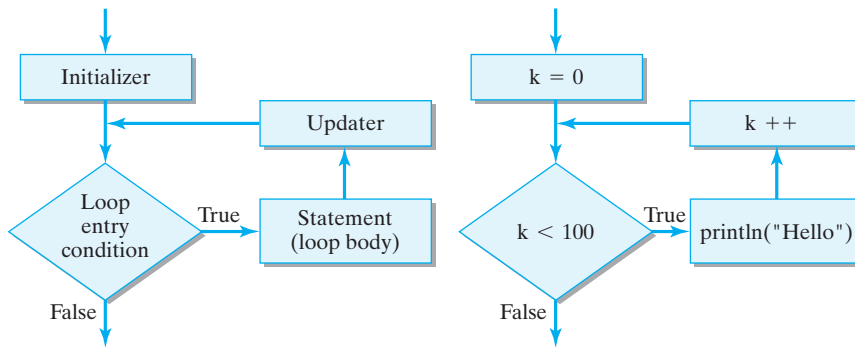 Initializer
Updater
Loop
entry
condition
True
Statement
(loop body)
False
k = 0
k ++
k < 100
True
println("Hello")
False